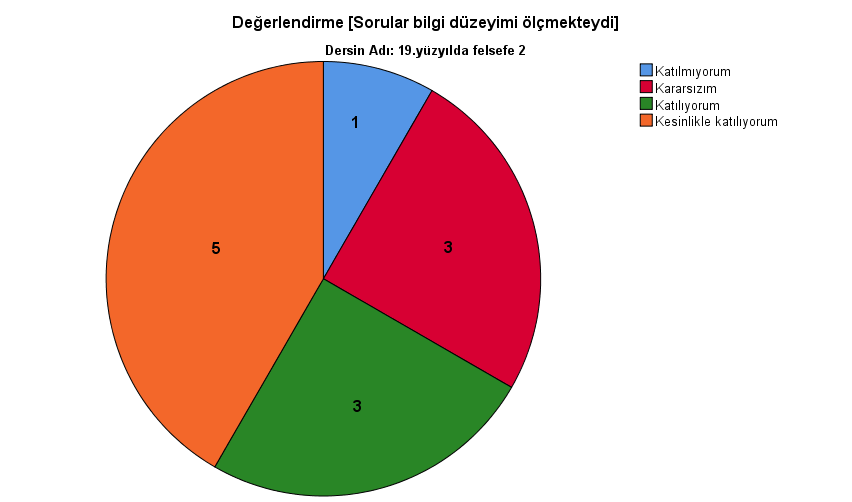 Değerlendirme [Sorular bilgi düzeyimi ölçmekteydi]
Dersin Adı: 19.yüzyılda felsefe 2
Katılmıyorum
Kararsızım
Katılıyorum
Kesinlikle katılıyorum
1
3
3
5